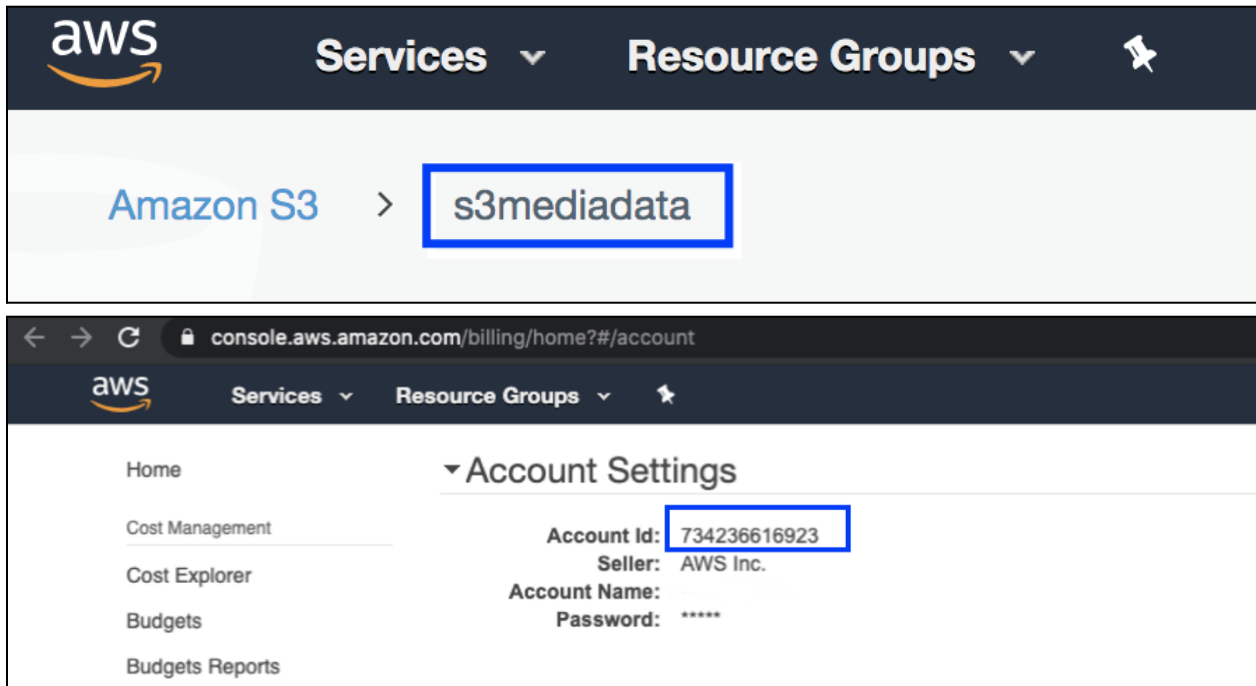 aws Services Resource Groups
Amazon S3 > s3mediadata
console.aws.amazon.com/billing/home?#/account
aws Services Resource Groups
Home
Account Settings
Cost Management
Account Id: 734236616923
Seller: AWS Inc.
Cost Explorer
Account Name:
Budgets
Password: *****
Budgets Reports